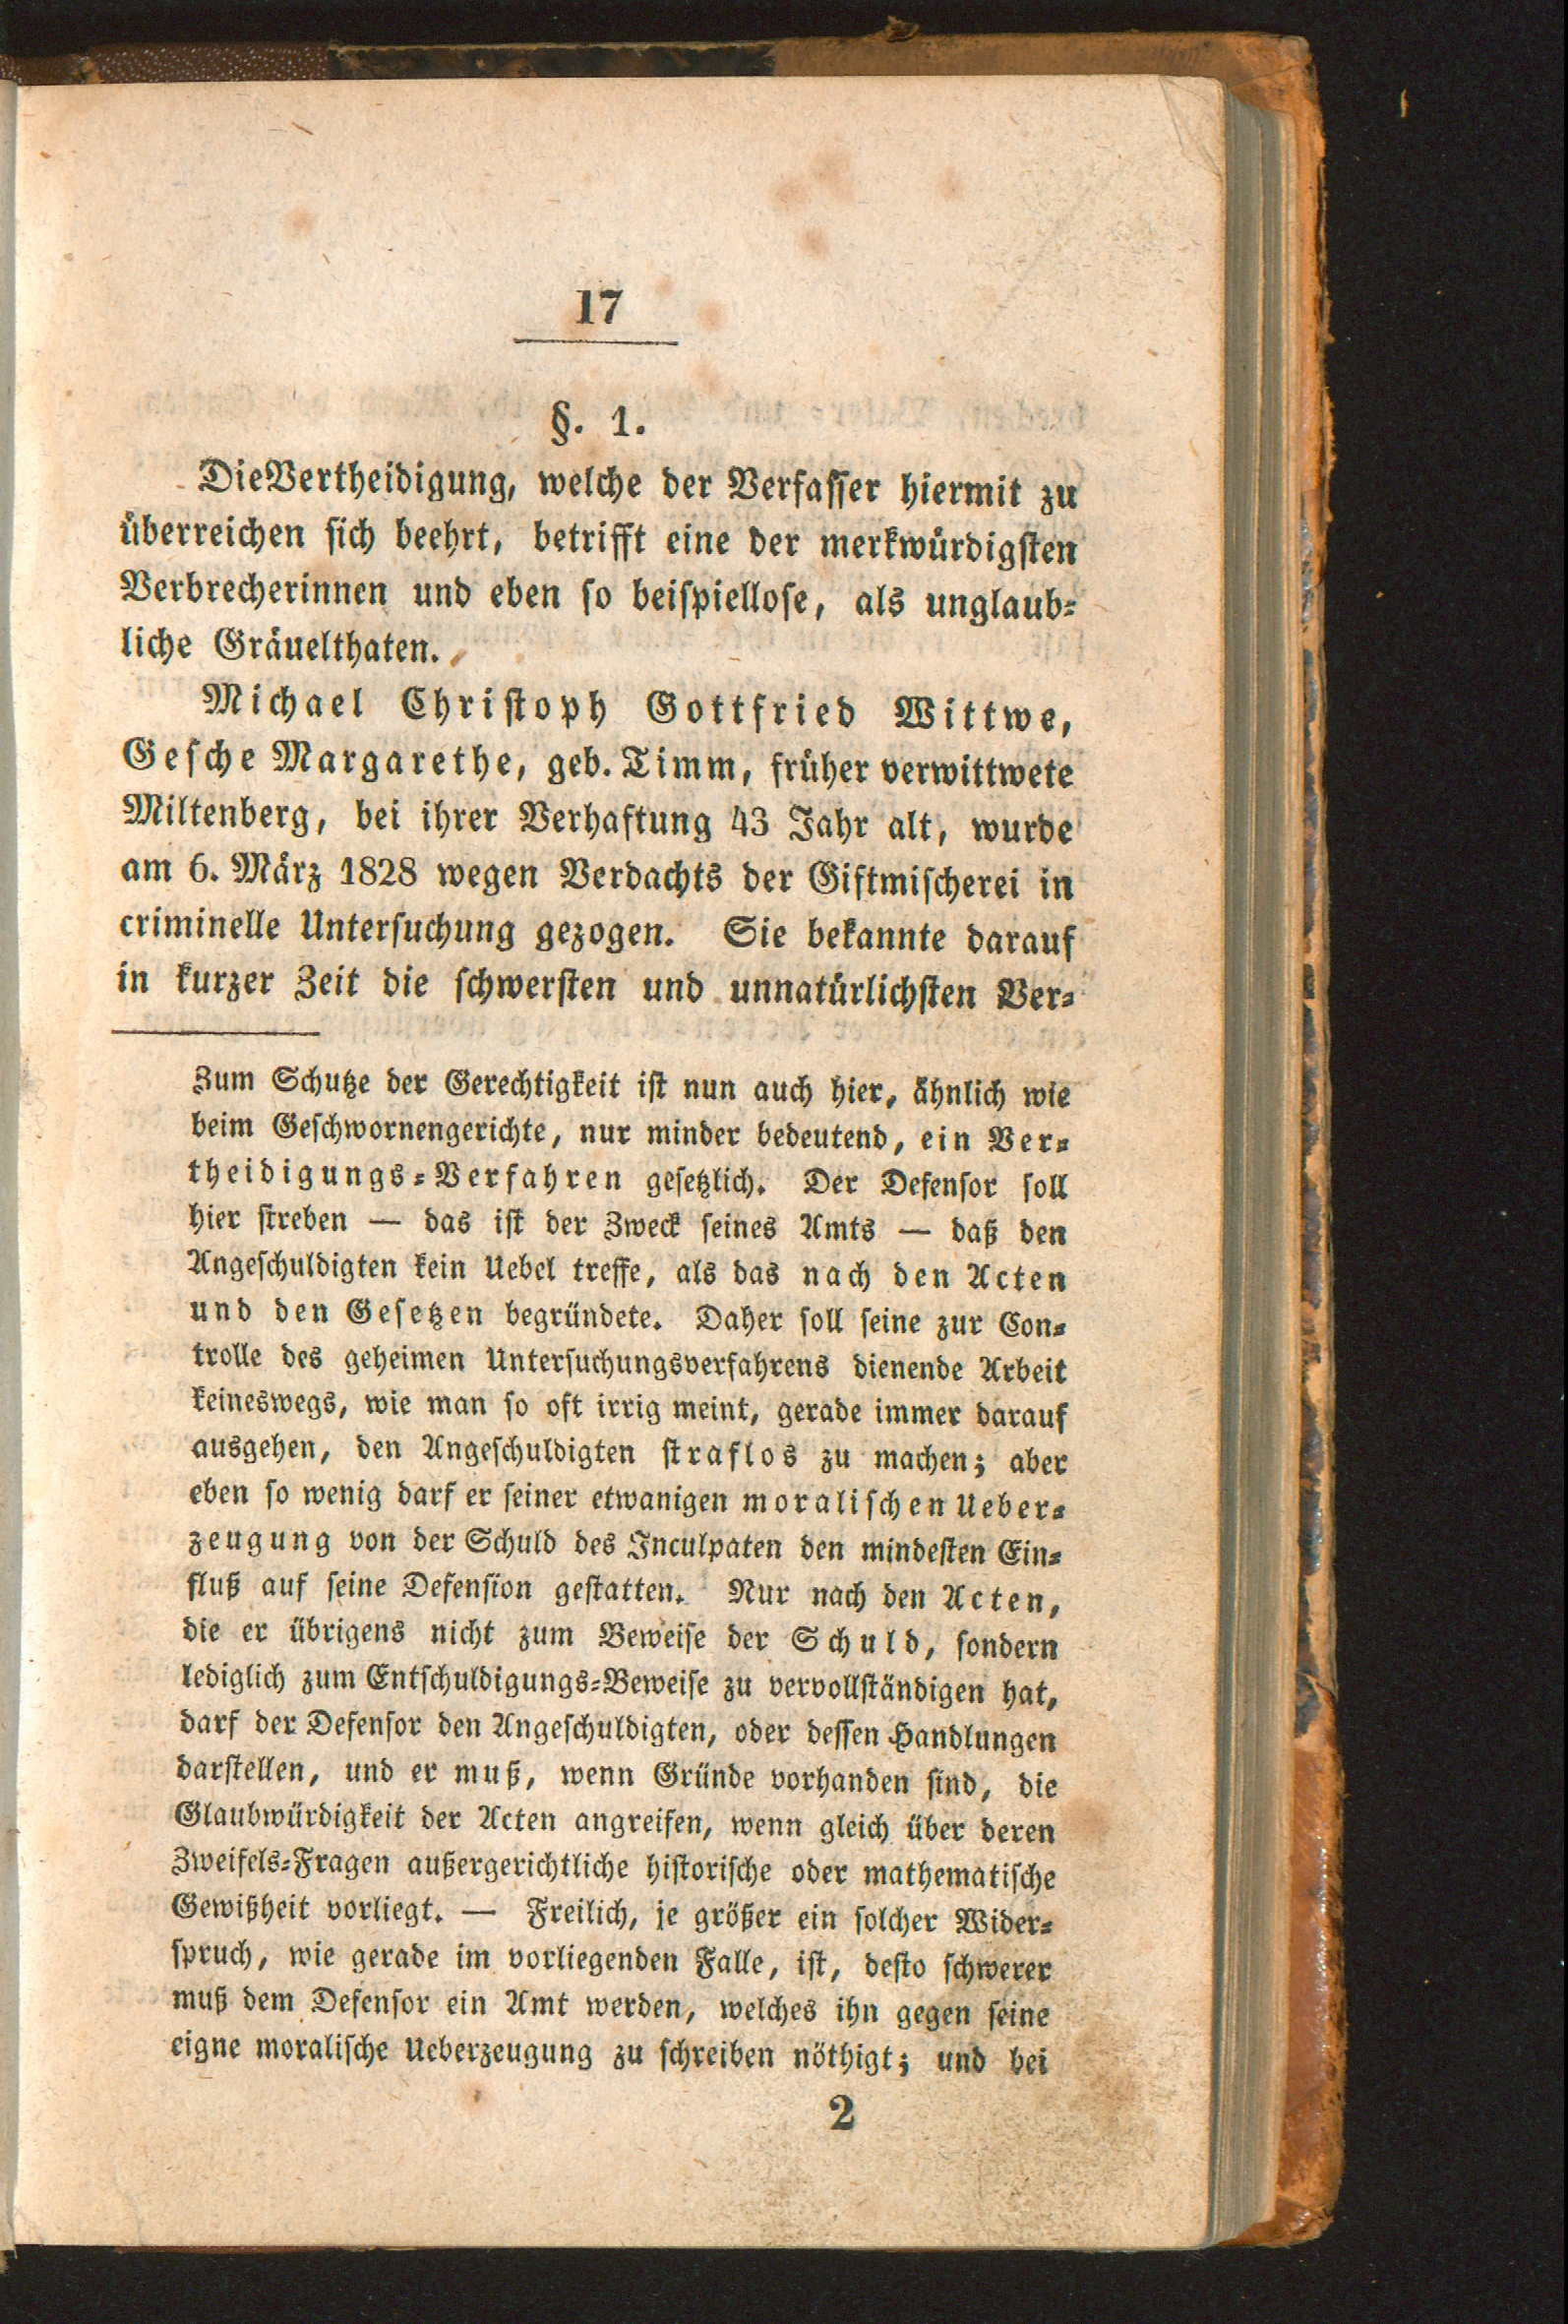 17
§. 1.
Die Vertheidigung, welche der Verfasser hiermit zu
überreichen sich beehrt, betrifft eine der merkwürdigsten
Verbrecherinnen und eben so beispiellose, als unglaub-
liche Gräuelthaten.
Michael Christoph Gottfried Wittwe,
Gesche Margarethe, geb. Timm, früher verwittwete
Miltenberg, bei ihrer Verhaftung 43 Jahr alt, wurde
am 6. März 1828 wegen Verdachts der Giftmischerei in
criminelle Untersuchung gezogen. Sie bekannte darauf
in kurzer Zeit die schwersten und unnatürlichsten Ver-
Zum Schutze der Gerechtigkeit ist nun auch hier, ähnlich wie
beim Geschwornengerichte, nur minder bedeutend, ein Ver-
theidigungs-Verfahren gesetzlich. Der Defensor soll
hier streben — das ist der Zweck seines Amts — daß den
Angeschuldigten kein Uebel treffe, als das nach den Acten
und den Gesetzen begründete. Daher soll seine zur Con-
trolle des geheimen Untersuchungsverfahrens dienende Arbeit
keineswegs, wie man so oft irrig meint, gerade immer darauf
ausgehen, den Angeschuldigten straflos zu machen; aber
eben so wenig darf er seiner etwanigen moralischen Ueber-
zeugung von der Schuld des Inculpaten den mindesten Ein-
fluß auf seine Defension gestatten. Nur nach den Acten,
die er übrigens nicht zum Beweise der Schuld, sondern
lediglich zum Entschuldigungs-Beweise zu vervollständigen hat,
darf der Defensor den Angeschuldigten, oder dessen Handlungen
darstellen, und er muß, wenn Gründe vorhanden sind, die
Glaubwürdigkeit der Acten angreifen, wenn gleich über deren
Zweifels-Fragen außergerichtliche historische oder mathematische
Gewißheit vorliegt. — Freilich, je größer ein solcher Wider-
spruch, wie gerade im vorliegenden Falle, ist, desto schwerer
muß dem Defensor ein Amt werden, welches ihn gegen seine
eigne moralische Ueberzeugung zu schreiben nöthigt; und bei
2